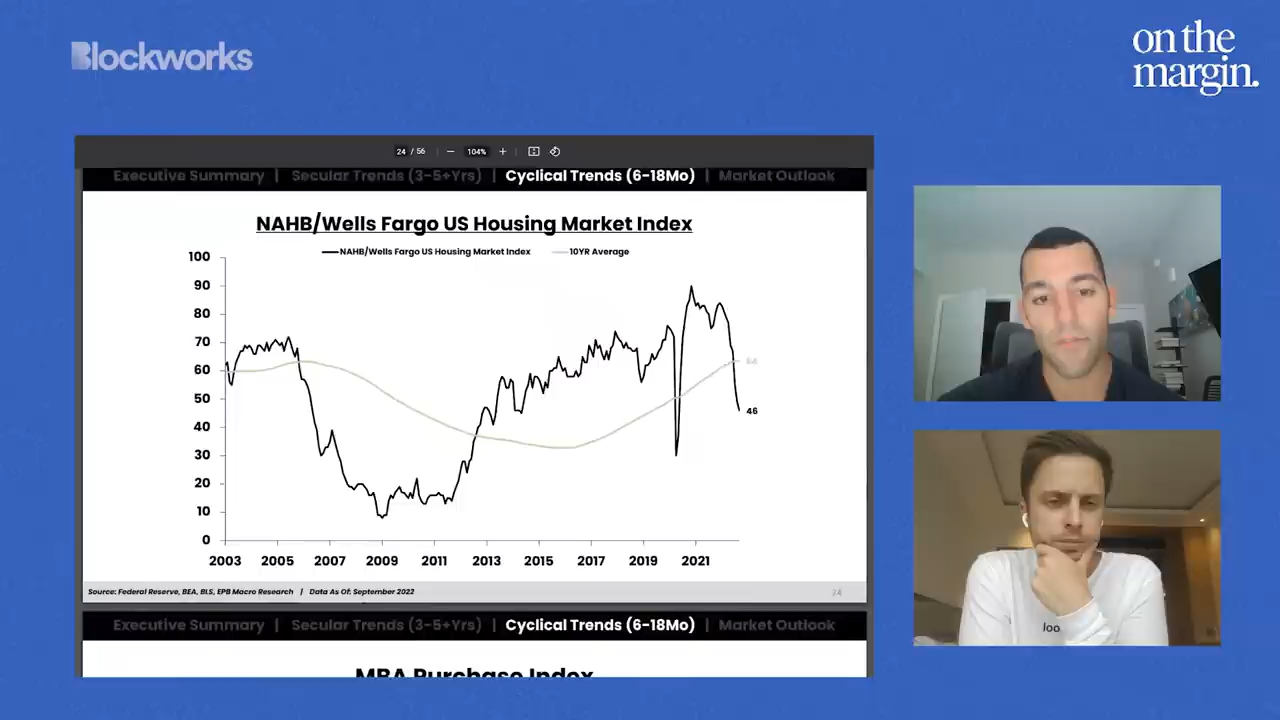 Blockworks
on the
margin.
24 / 56 — 104% +
Executive Summary | Secular Trends (3-5+Yrs) | Cyclical Trends (6-18Mo) | Market Outlook
NAHB/Wells Fargo US Housing Market Index
NAHB/Wells Fargo US Housing Market Index 10YR Average
100
90
80
70
60
50
40
30
20
10
0
64
46
2003 2005 2007 2009 2011 2013 2015 2017 2019 2021
Source: Federal Reserve, BEA, BLS, EPB Macro Research | Data As Of: September 2022
24
Executive Summary | Secular Trends (3-5+Yrs) | Cyclical Trends (6-18Mo) | Market Outlook
MBA Purchase Index
loo